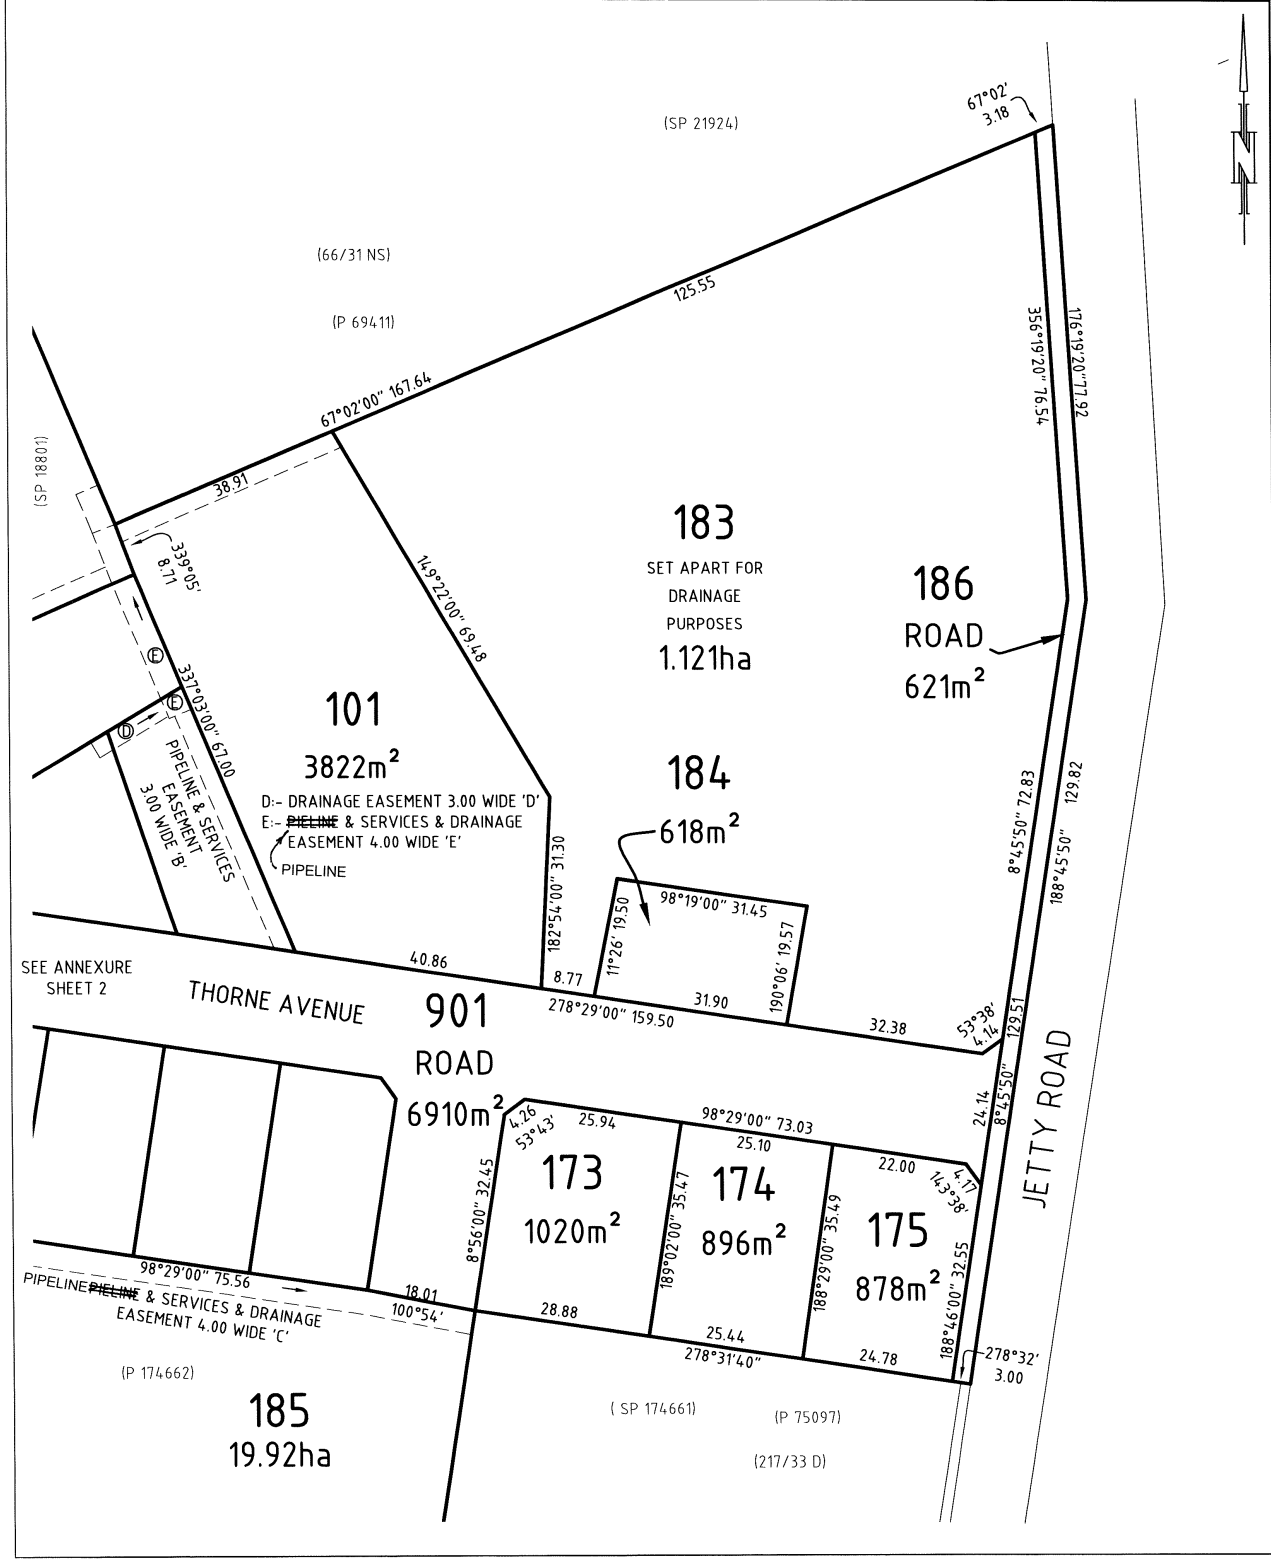 67°02'
3.18
N
(SP 21924)
(66/31 NS)
(P 69411)
125.55
67°02'00" 167.64
356°19'20" 76.54
176°19'20"77.92
(SP 18801)
38.91
339°05'
8.71
149°22'00" 69.48
183
SET APART FOR
DRAINAGE
PURPOSES
1.121ha
186
ROAD
621m²
E
E
D
337°03'00" 67.00
101
3822m²
D:- DRAINAGE EASEMENT 3.00 WIDE 'D'
E:- PIELINE & SERVICES & DRAINAGE
EASEMENT 4.00 WIDE 'E'
PIPELINE
PIPELINE & SERVICES
EASEMENT
3.00 WIDE 'B'
184
618m²
8°45'50" 72.83
129.82
188°45'50"
182°54'00" 31.30
98°19'00" 31.45
11°26' 19.50
190°06' 19.57
40.86
8.77
31.90
278°29'00" 159.50
32.38
53°38'
4.14
129.51
8°45'50"
24.14
SEE ANNEXURE
SHEET 2
THORNE AVENUE
901
ROAD
6910m²
JETTY ROAD
4.26
53°43'
25.94
98°29'00" 73.03
25.10
22.00
4.17
143°38'
173
1020m²
174
896m²
175
878m²
8°56'00" 32.45
189°02'00" 35.47
188°29'00" 35.49
188°46'00" 32.55
98°29'00" 75.56
18.01
100°54'
28.88
25.44
278°31'40"
24.78
278°32'
3.00
PIPELINE PIELINE & SERVICES & DRAINAGE
EASEMENT 4.00 WIDE 'C'
(P 174662)
185
19.92ha
( SP 174661)
(P 75097)
(217/33 D)